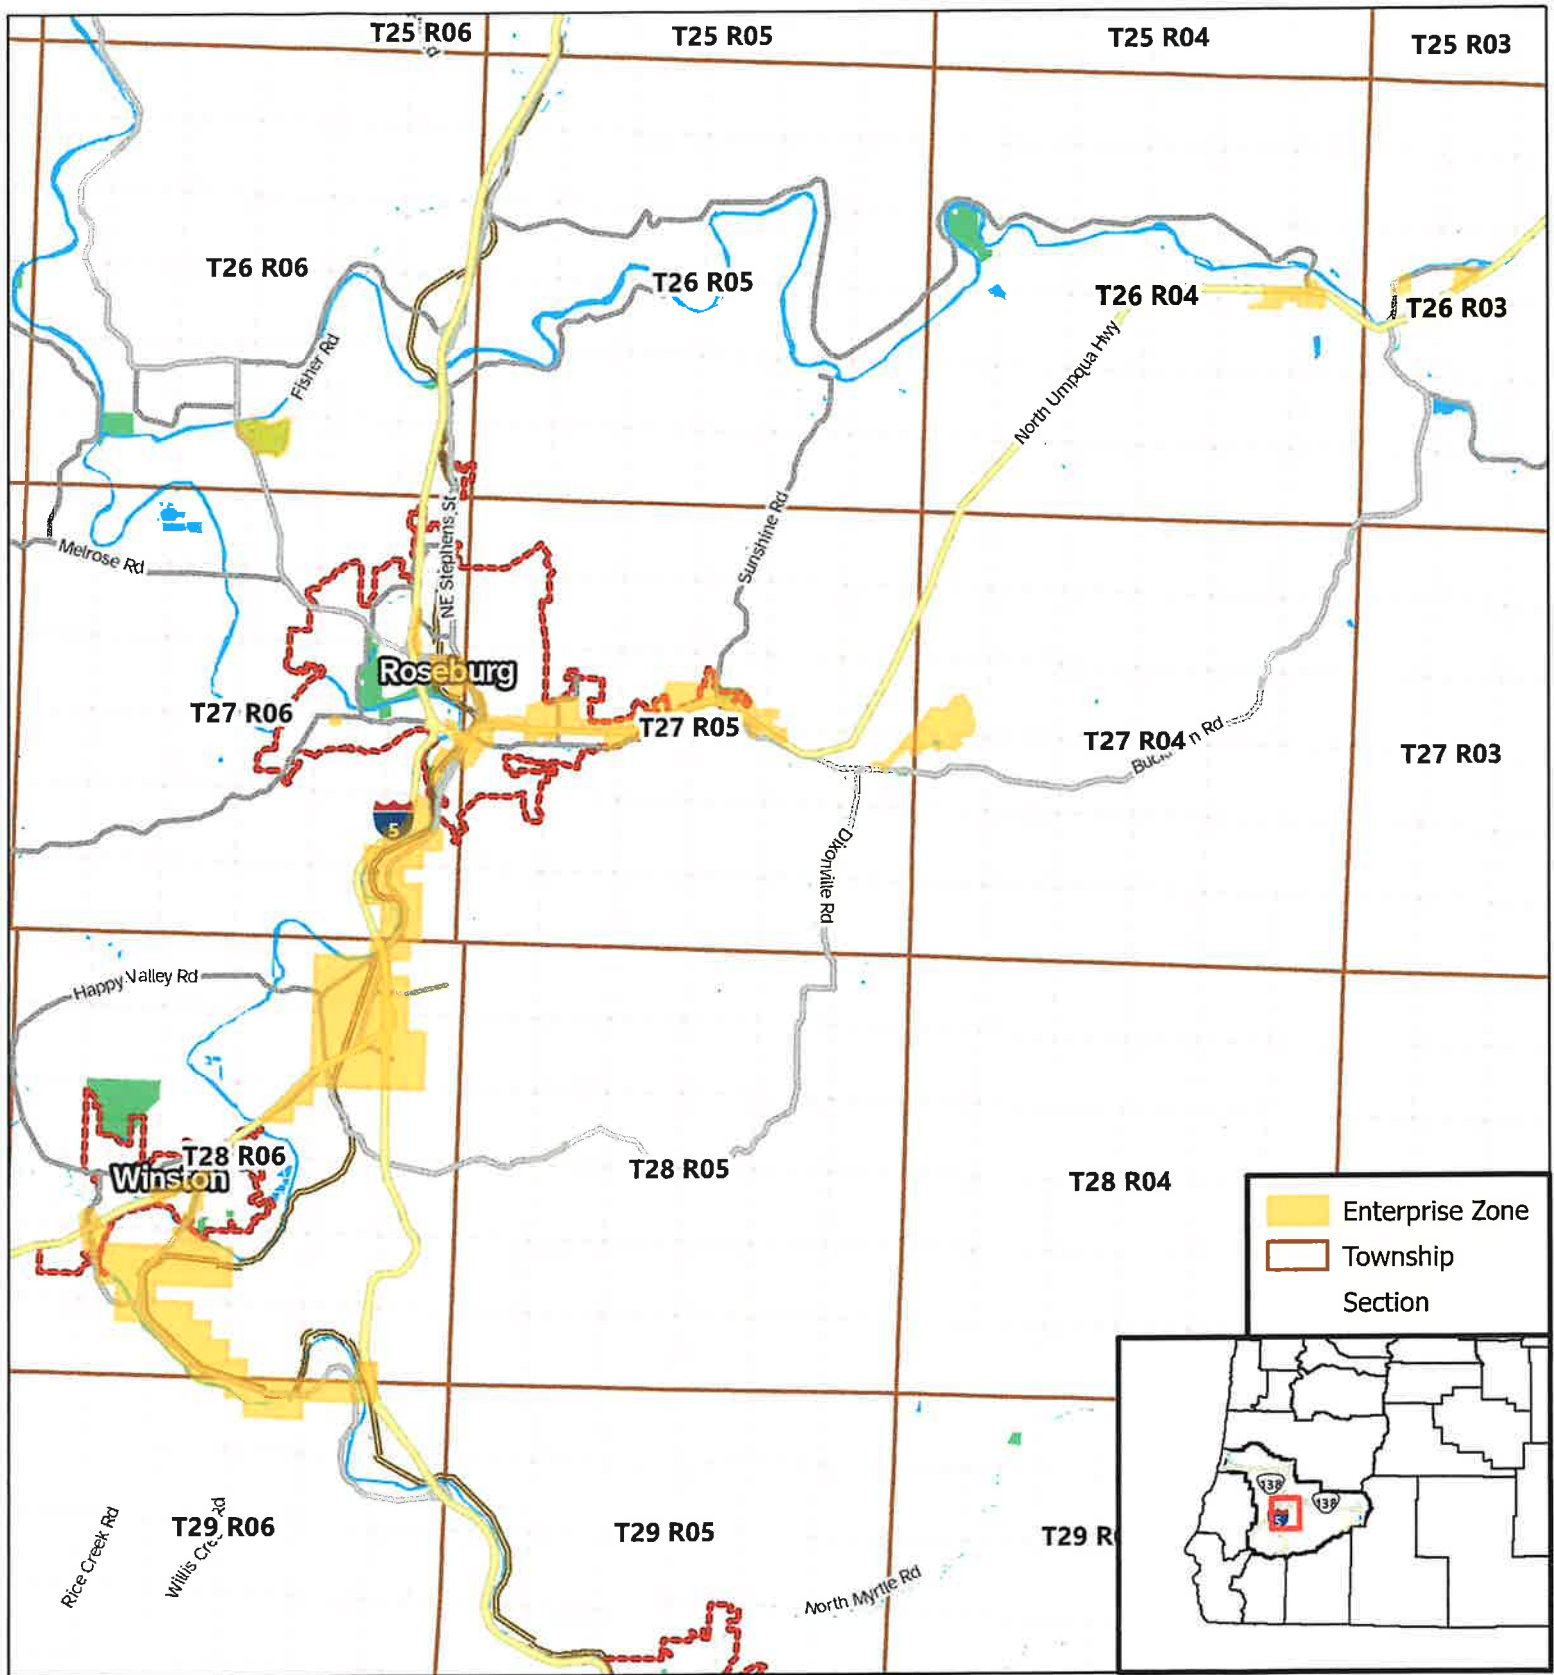 T25 R06
T25 R05
T25 R04
T25 R03
T26 R06
T26 R05
T26 R04
T26 R03
Fisher Rd
North Umpqua Hwy
Melrose Rd
NE Stephens St
Sunshine Rd
Roseburg
T27 R06
T27 R05
T27 R04
T27 R03
5
Dixonville Rd
Happy Valley Rd
T28 R06
Winston
T28 R05
T28 R04
Enterprise Zone
Township
Section
138
138
5
Rice Creek Rd
T29 R06
T29 R05
North Myrtle Rd